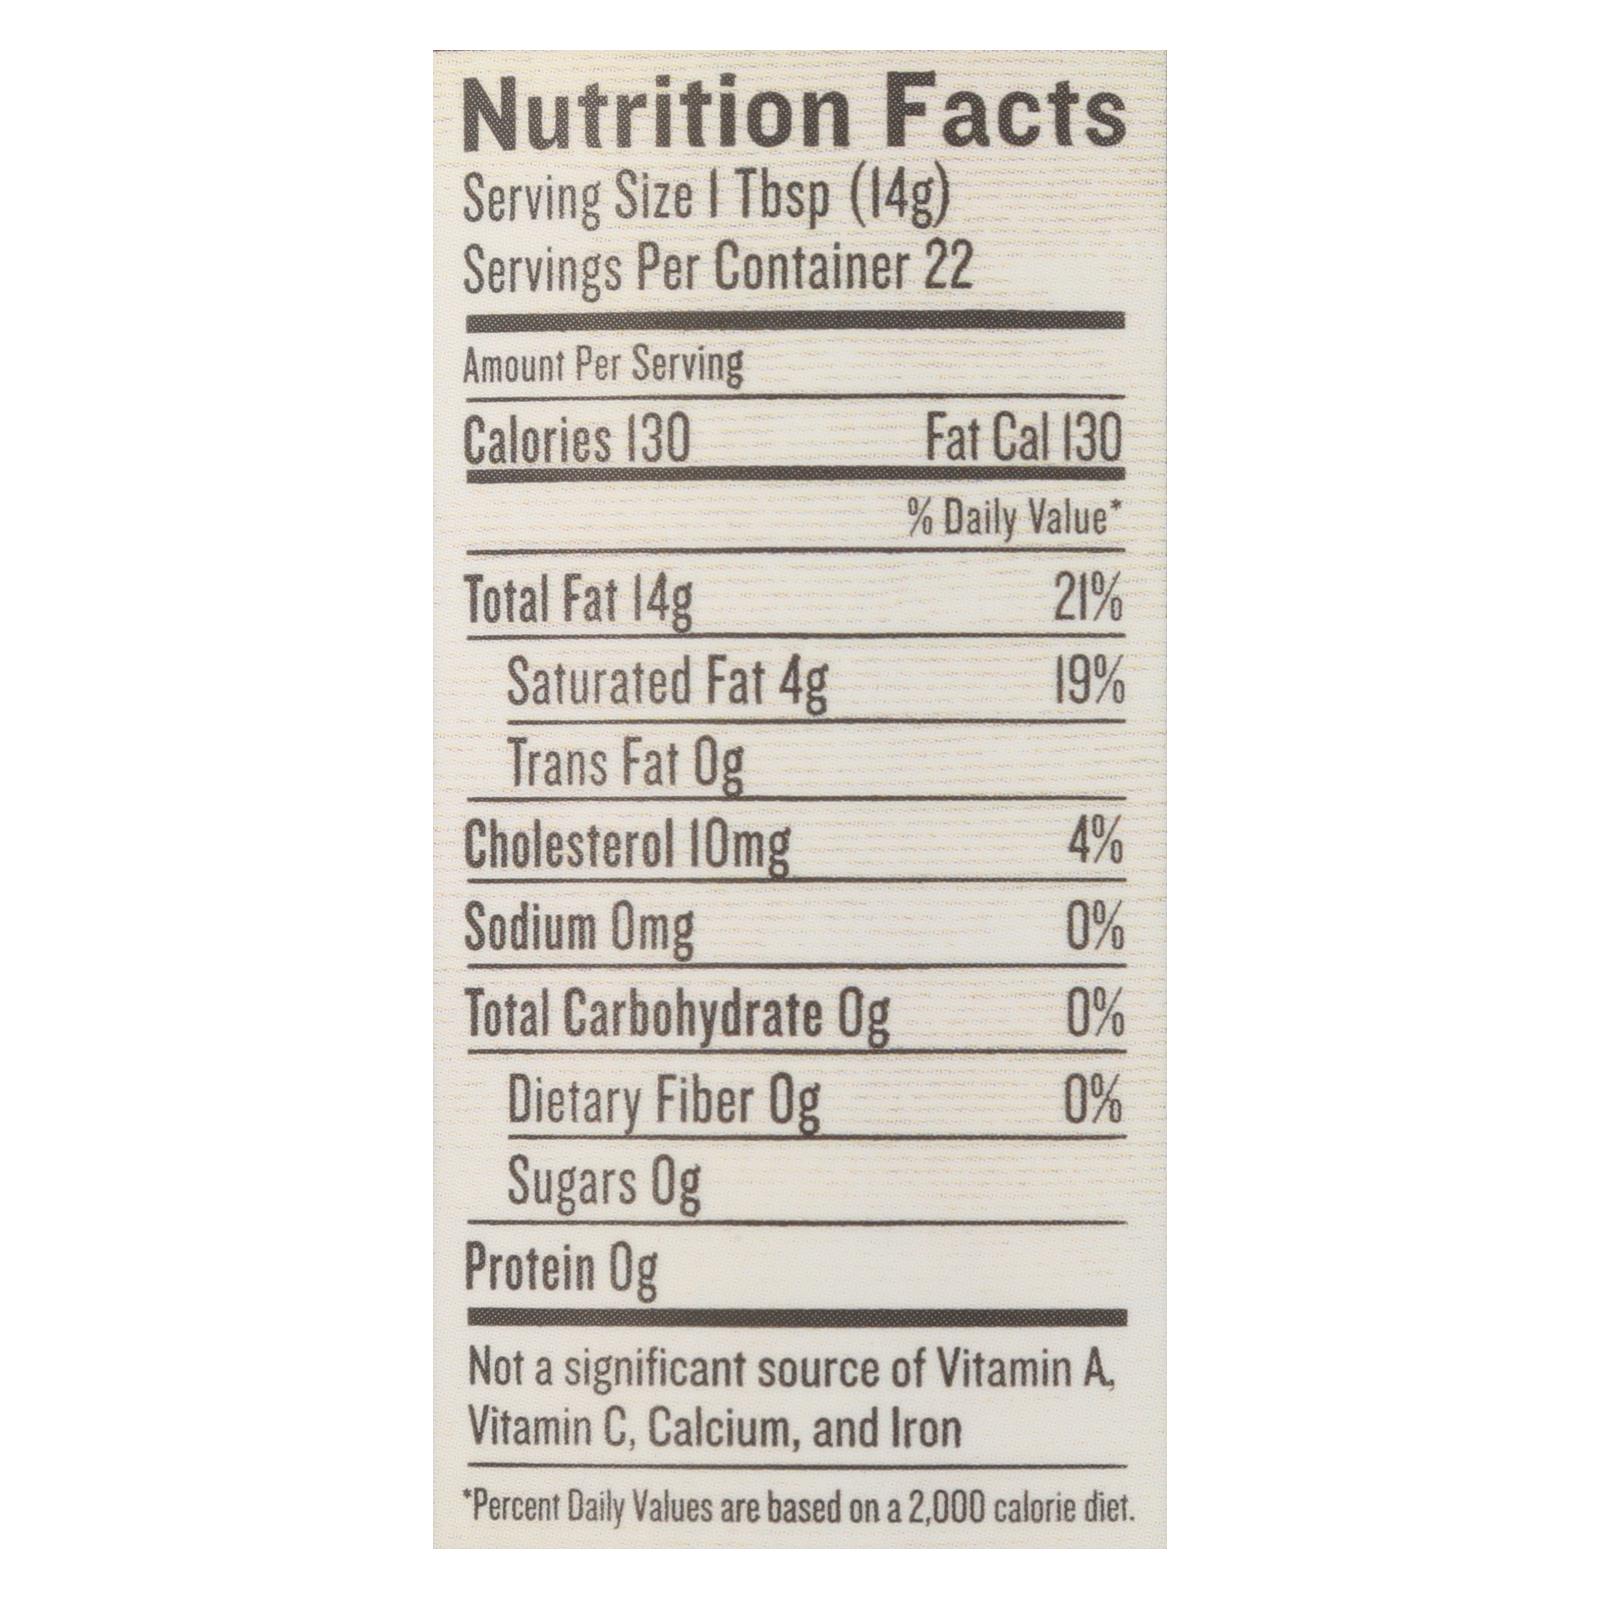 Nutrition Facts
Serving Size 1 Tbsp (14g)
Servings Per Container 22
Amount Per Serving
Calories 130 Fat Cal 130
% Daily Value*
Total Fat 14g 21%
Saturated Fat 4g 19%
Trans Fat 0g
Cholesterol 10mg 4%
Sodium 0mg 0%
Total Carbohydrate 0g 0%
Dietary Fiber 0g 0%
Sugars 0g
Protein 0g
Not a significant source of Vitamin A,
Vitamin C, Calcium, and Iron
*Percent Daily Values are based on a 2,000 calorie diet.